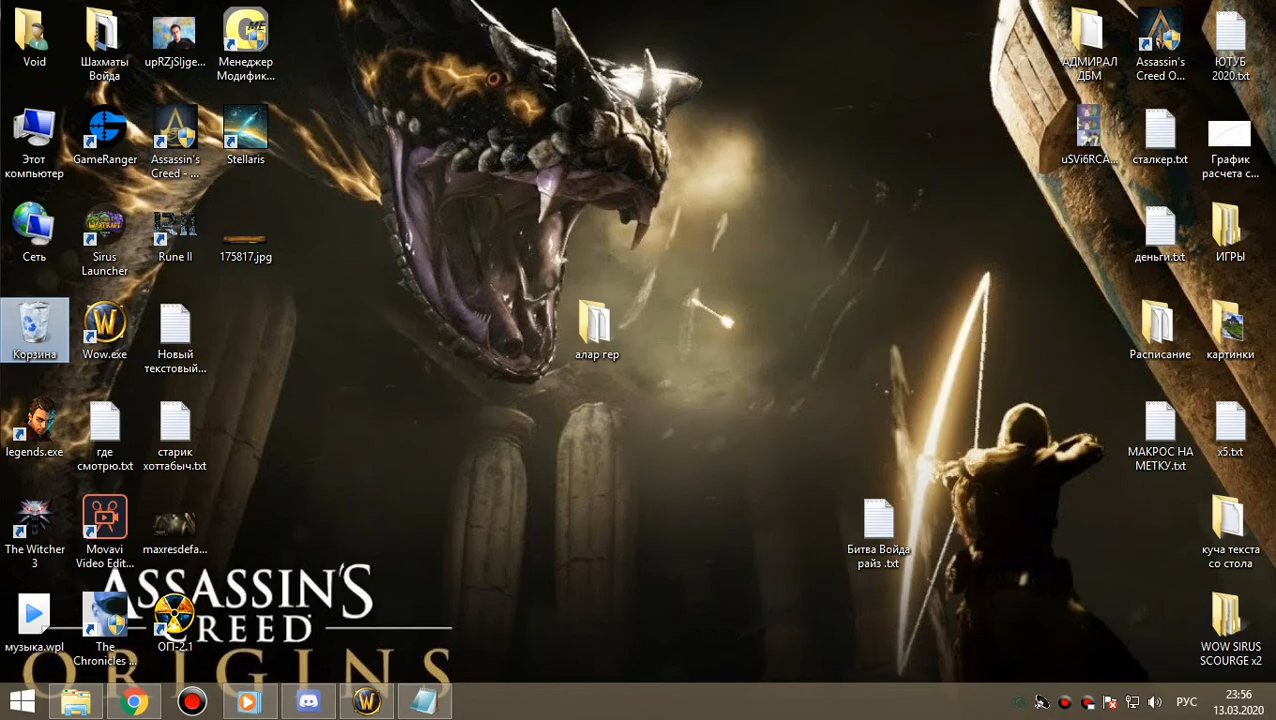 Void
Шахматы
Войда
upRZjSljge...
Менеджер
Модифик...
Этот
компьютер
GameRanger
Assassin's
Creed - ...
Stellaris
Сеть
Sirus
Launcher
Rune II
175817.jpg
Корзина
Wow.exe
Новый
текстовый...
legends.exe
где
смотрю.txt
старик
хоттабыч.txt
The Witcher
3
Movavi
Video Edit...
maxresdefa...
музыка.wpl
The
Chronicles ...
ОП-2.1
алар гер
Битва Войда
райз .txt
АДМИРАЛ
ДБМ
Assassin's
Creed O...
ЮТУБ
2020.txt
uSVi6RCA...
сталкер.txt
График
расчета с...
деньги.txt
ИГРЫ
Расписание
картинки
МАКРОС НА
МЕТКУ.txt
x5.txt
куча текста
со стола
WOW SIRUS
SCOURGE x2
ASSASSIN'S
CREED
ORIGINS
РУС
23:56
13.03.2020